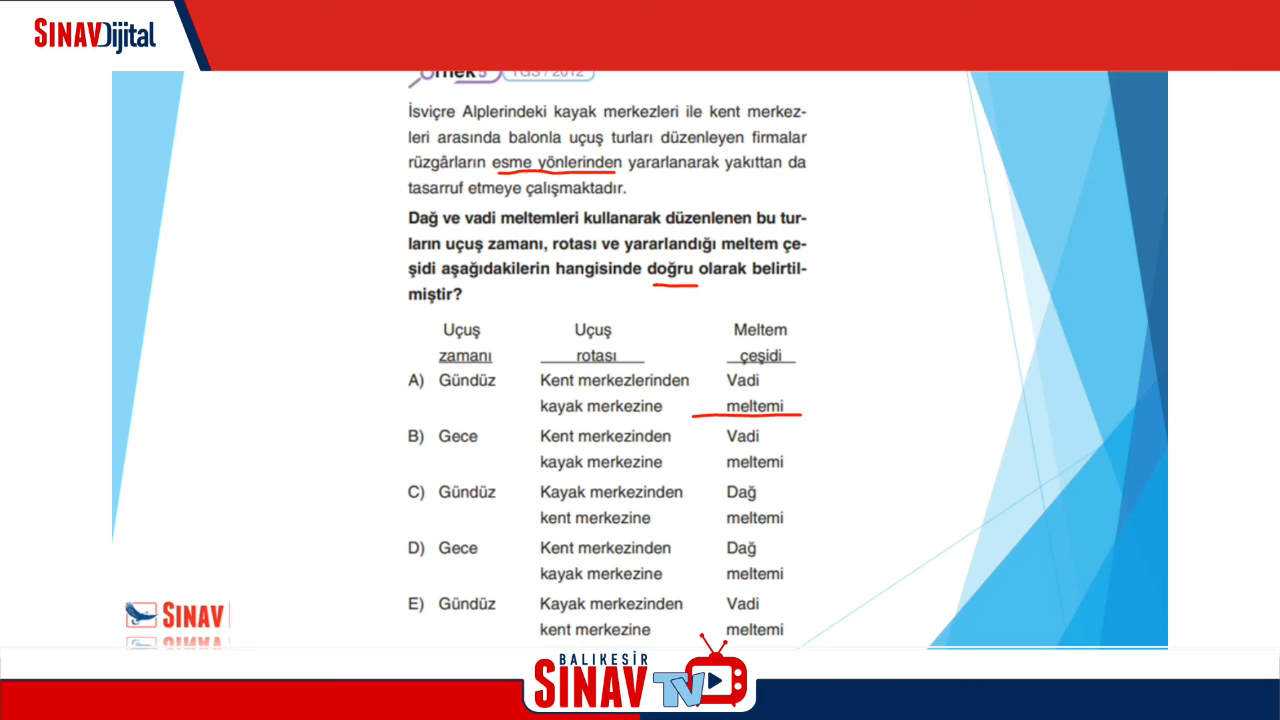 SINAVDijital
Örnek 5 YGS / 2012
İsviçre Alplerindeki kayak merkezleri ile kent merkez-
leri arasında balonla uçuş turları düzenleyen firmalar
rüzgârların esme yönlerinden yararlanarak yakıttan da
tasarruf etmeye çalışmaktadır.
Dağ ve vadi meltemleri kullanarak düzenlenen bu tur-
ların uçuş zamanı, rotası ve yararlandığı meltem çe-
şidi aşağıdakilerin hangisinde doğru olarak belirtil-
miştir?
Uçuş Uçuş Meltem
zamanı rotası çeşidi
A) Gündüz Kent merkezlerinden Vadi
kayak merkezine meltemi
B) Gece Kent merkezinden Vadi
kayak merkezine meltemi
C) Gündüz Kayak merkezinden Dağ
kent merkezine meltemi
D) Gece Kent merkezinden Dağ
kayak merkezine meltemi
E) Gündüz Kayak merkezinden Vadi
kent merkezine meltemi
SINAV
BALIKESİR
SINAV TV